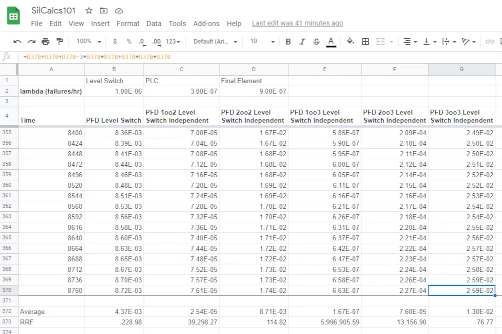 SilCalcs101
File Edit View Insert Format Data Tools Add-ons Help Last edit was 41 minutes ago
100% $ % .0 .00 123 Default (Ari... 10 B I S A
fx
A B C D E F G
1 Level Switch PLC Final Element
2 lambda (failures/hr) 1.00E-06 3.00E-07 9.00E-07
3
4 Time PFD Level Switch PFD 1oo2 Level Switch Independent PFD 2oo2 Level Switch Independent PFD 1oo3 Level Switch Independent PFD 2oo3 Level Switch Independent PFD 3oo3 Level Switch Independent
355 8400 8.36E-03 7.00E-05 1.67E-02 5.85E-07 2.09E-04 2.49E-02
356 8424 8.39E-03 7.04E-05 1.67E-02 5.90E-07 2.10E-04 2.50E-02
357 8448 8.41E-03 7.08E-05 1.68E-02 5.95E-07 2.11E-04 2.50E-02
358 8472 8.44E-03 7.12E-05 1.68E-02 6.00E-07 2.12E-04 2.51E-02
359 8496 8.46E-03 7.16E-05 1.68E-02 6.05E-07 2.14E-04 2.52E-02
360 8520 8.48E-03 7.20E-05 1.69E-02 6.11E-07 2.15E-04 2.52E-02
361 8544 8.51E-03 7.24E-05 1.69E-02 6.16E-07 2.16E-04 2.53E-02
362 8568 8.53E-03 7.28E-05 1.70E-02 6.21E-07 2.17E-04 2.54E-02
363 8592 8.56E-03 7.32E-05 1.70E-02 6.26E-07 2.18E-04 2.54E-02
364 8616 8.58E-03 7.36E-05 1.71E-02 6.31E-07 2.20E-04 2.55E-02
365 8640 8.60E-03 7.40E-05 1.71E-02 6.37E-07 2.21E-04 2.56E-02
366 8664 8.63E-03 7.44E-05 1.72E-02 6.42E-07 2.22E-04 2.57E-02
367 8688 8.65E-03 7.48E-05 1.72E-02 6.47E-07 2.23E-04 2.57E-02
368 8712 8.67E-03 7.52E-05 1.73E-02 6.53E-07 2.24E-04 2.58E-02
369 8736 8.70E-03 7.57E-05 1.73E-02 6.58E-07 2.26E-04 2.59E-02
370 8760 8.72E-03 7.61E-05 1.74E-02 6.63E-07 2.27E-04 2.59E-02
371
372 Average 4.37E-03 2.54E-05 8.71E-03 1.67E-07 7.60E-05 1.30E-02
373 RRF 228.98 39,298.27 114.82 5,996,905.59 13,156.90 76.77